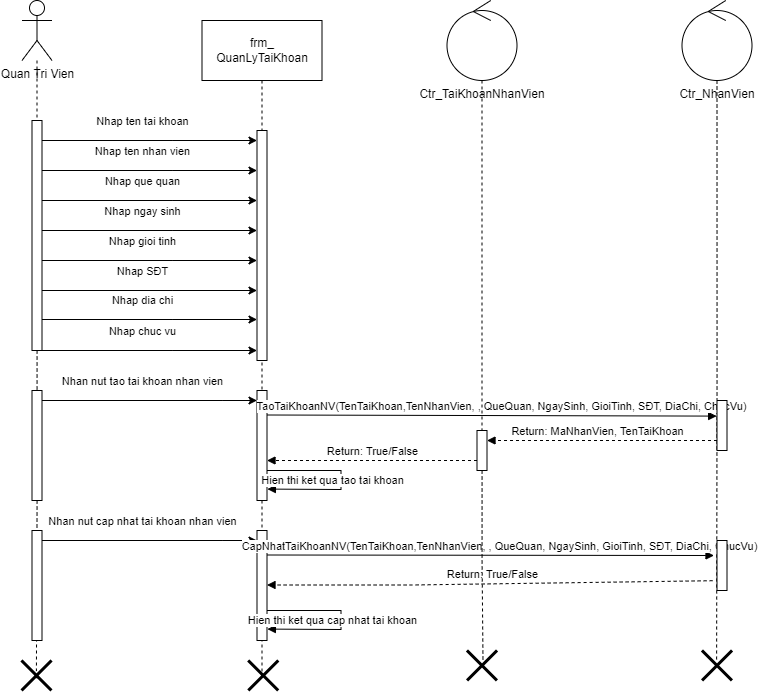 frm_
QuanLyTaiKhoan
Quan Tri Vien
Ctr_TaiKhoanNhanVien
Ctr_NhanVien
Nhap ten tai khoan
Nhap ten nhan vien
Nhap que quan
Nhap ngay sinh
Nhap gioi tinh
Nhap SĐT
Nhap dia chi
Nhap chuc vu
Nhan nut tao tai khoan nhan vien
TaoTaiKhoanNV(TenTaiKhoan,TenNhanVien, , QueQuan, NgaySinh, GioiTinh, SĐT, DiaChi, ChucVu)
Return: MaNhanVien, TenTaiKhoan
Return: True/False
Hien thi ket qua tao tai khoan
Nhan nut cap nhat tai khoan nhan vien
CapNhatTaiKhoanNV(TenTaiKhoan,TenNhanVien, , QueQuan, NgaySinh, GioiTinh, SĐT, DiaChi, ChucVu)
Return: True/False
Hien thi ket qua cap nhat tai khoan